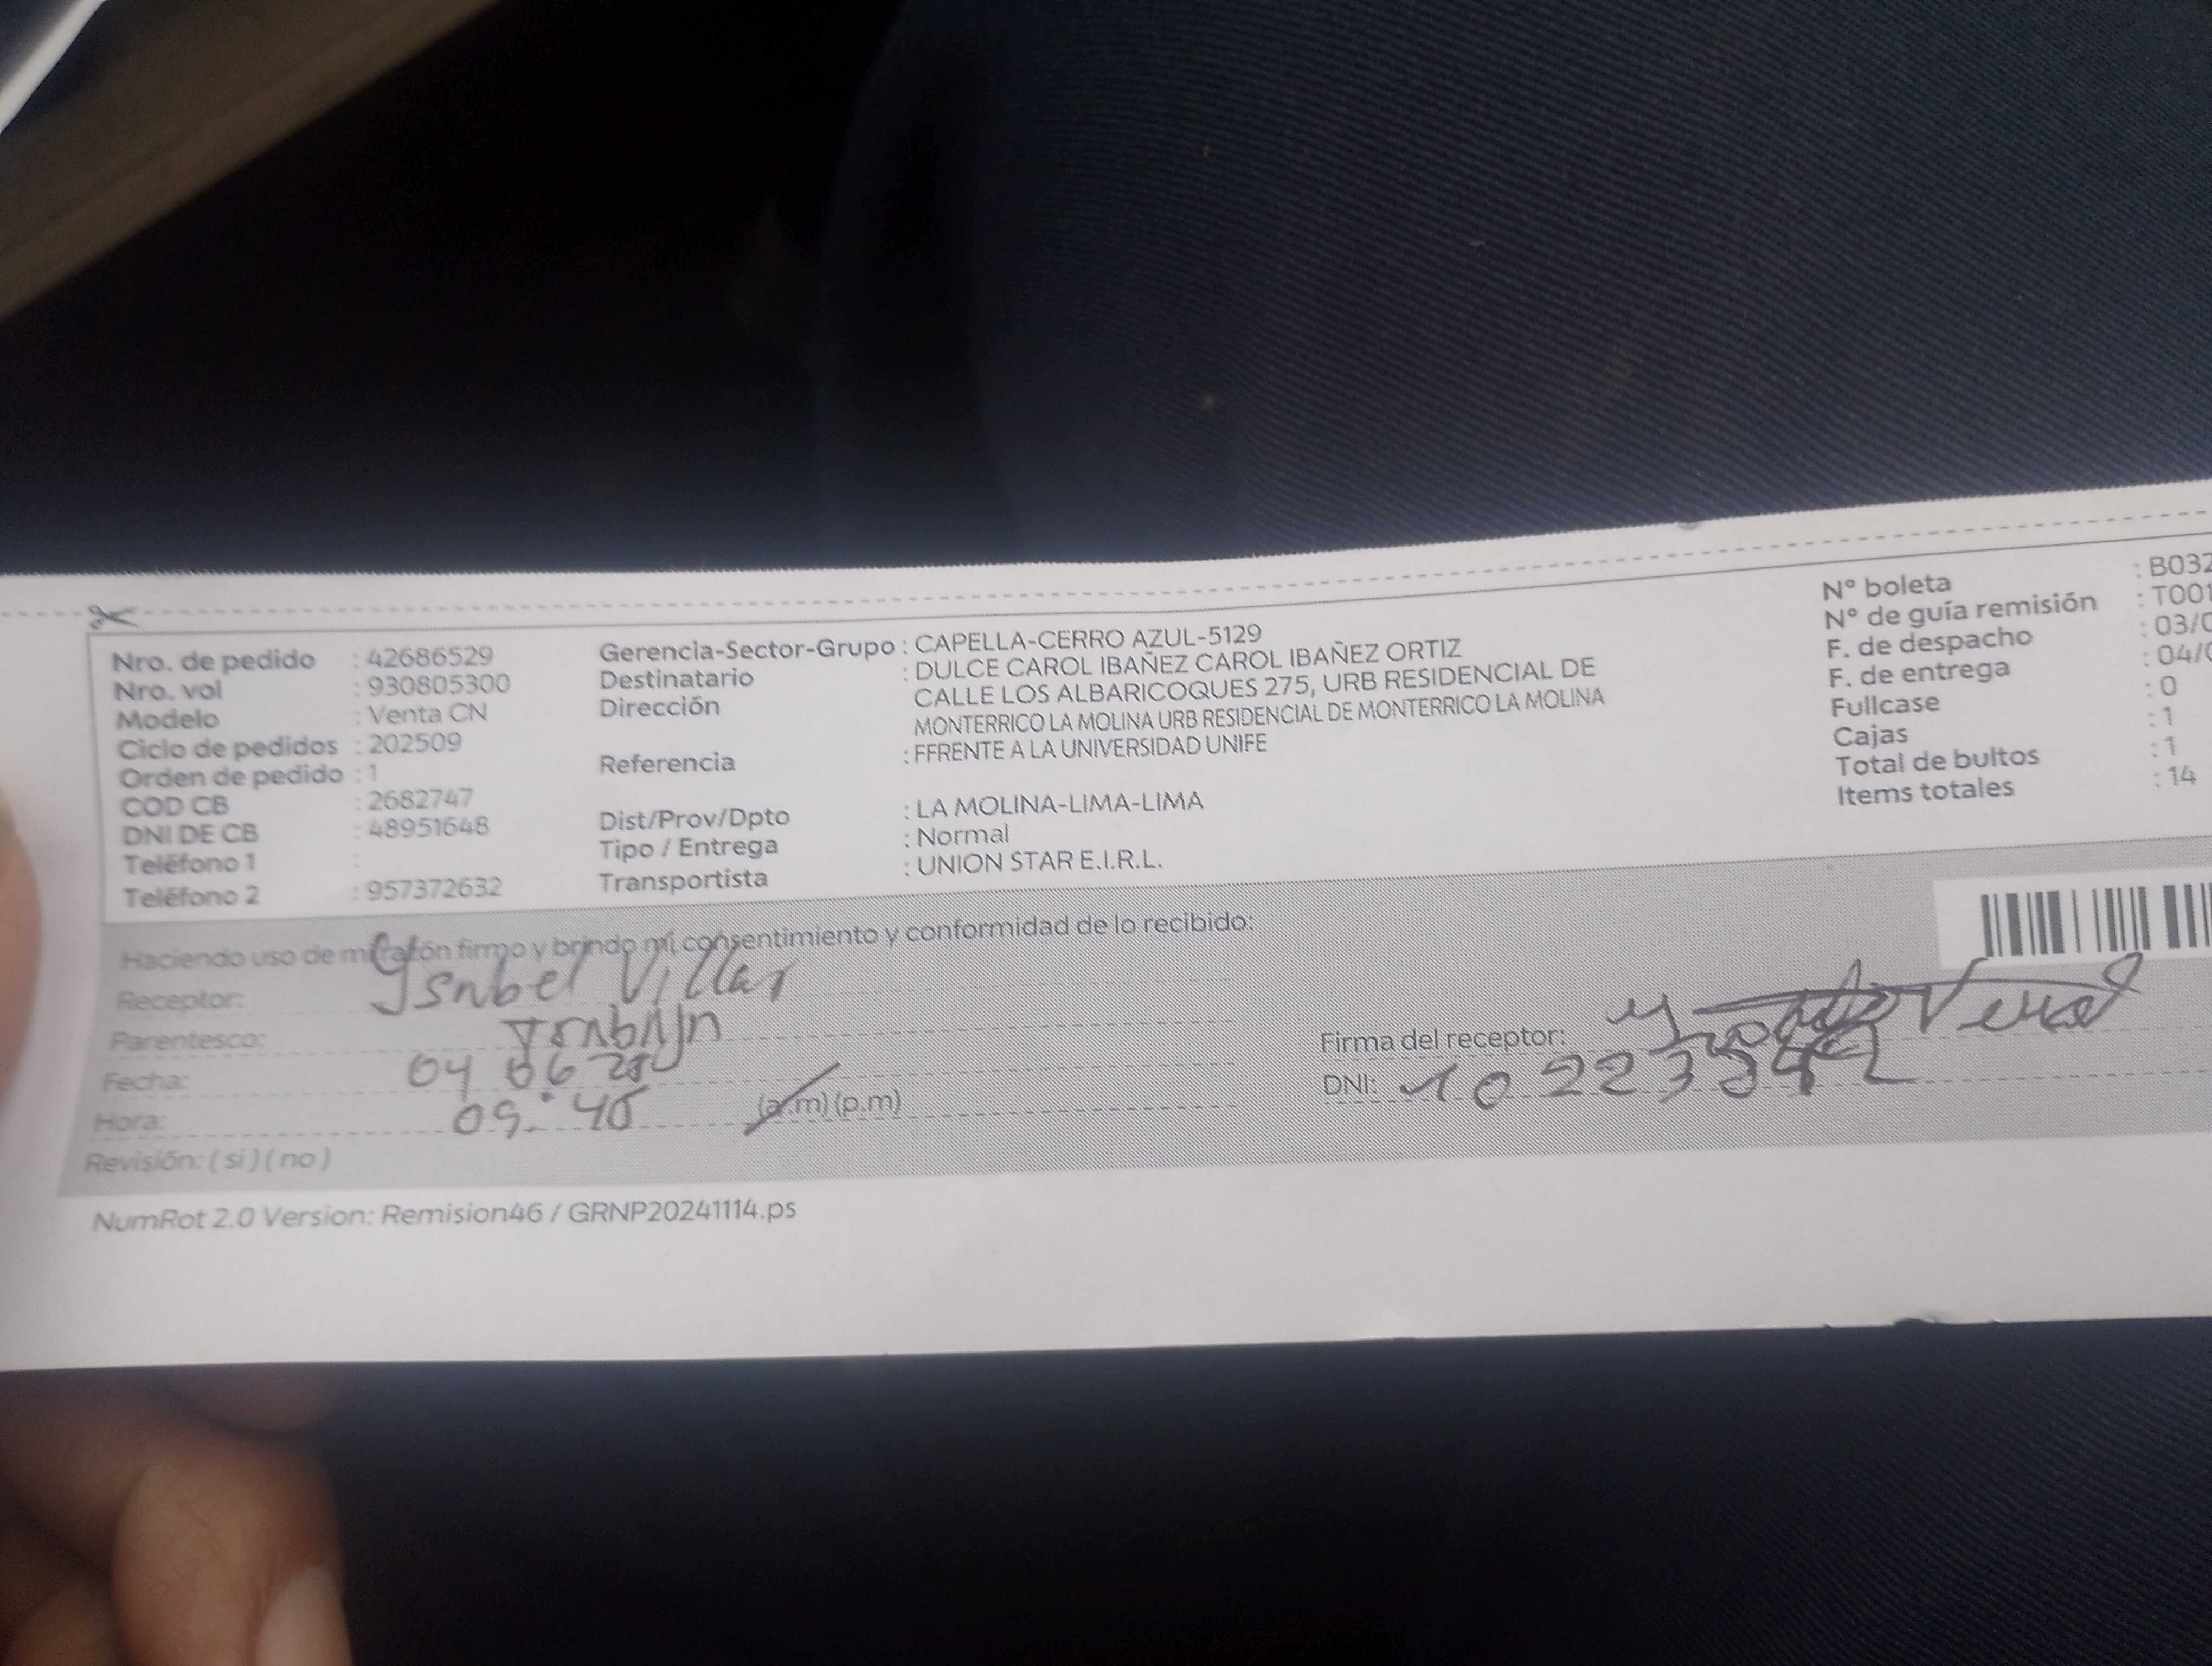 Nro. de pedido : 42686529
Nro. vol : 930805300
Modelo : Venta CN
Ciclo de pedidos : 202509
Orden de pedido : 1
COD CB : 2682747
DNI DE CB : 48951648
Teléfono 1 :
Teléfono 2 : 957372632
Gerencia-Sector-Grupo : CAPELLA-CERRO AZUL-5129
Destinatario : DULCE CAROL IBAÑEZ CAROL IBAÑEZ ORTIZ
Dirección CALLE LOS ALBARICOQUES 275, URB RESIDENCIAL DE
MONTERRICO LA MOLINA URB RESIDENCIAL DE MONTERRICO LA MOLINA
Referencia : FFRENTE A LA UNIVERSIDAD UNIFE
Dist/Prov/Dpto : LA MOLINA-LIMA-LIMA
Tipo / Entrega : Normal
Transportista : UNION STAR E.I.R.L.
N° boleta : B032
N° de guía remisión : T001
F. de despacho : 03/0
F. de entrega : 04/0
Fullcase : 0
Cajas : 1
Total de bultos : 1
Items totales : 14
Haciendo uso de mi razón firmo y brindo mi consentimiento y conformidad de lo recibido:
Receptor: Ysabel Villar
Parentesco:
Fecha: 04 06
Hora: 09:45 (a.m) (p.m)
Revisión: ( si ) ( no )
Firma del receptor:
DNI:
NumRot 2.0 Version: Remision46 / GRNP20241114.ps